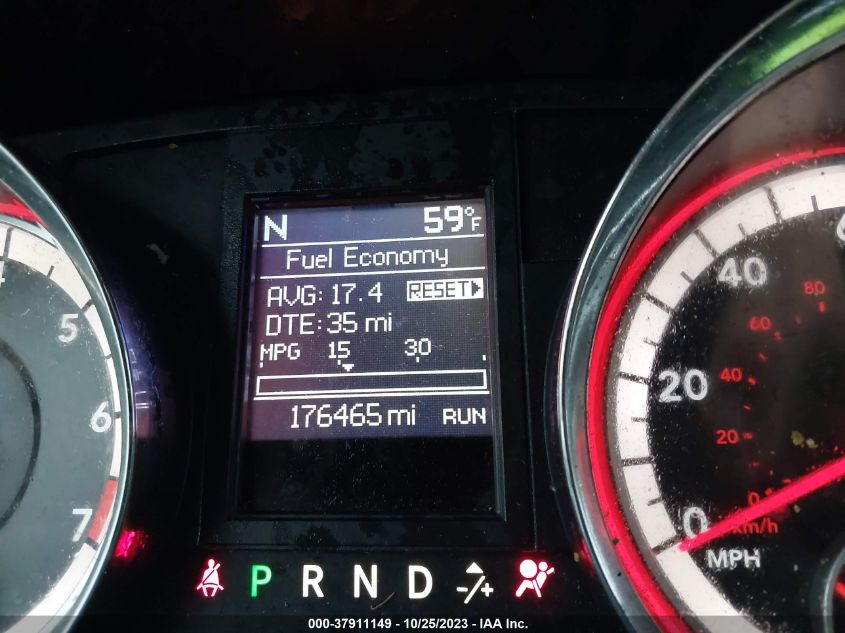 N 59°F
Fuel Economy
AVG: 17.4 RESET
DTE: 35 mi
MPG 15 30
176465 mi RUN
5
6
7
40
20
0
MPH
80
60
40
20
0
km/h
P R N D -/+
000-37911149 - 10/25/2023 - IAA Inc.